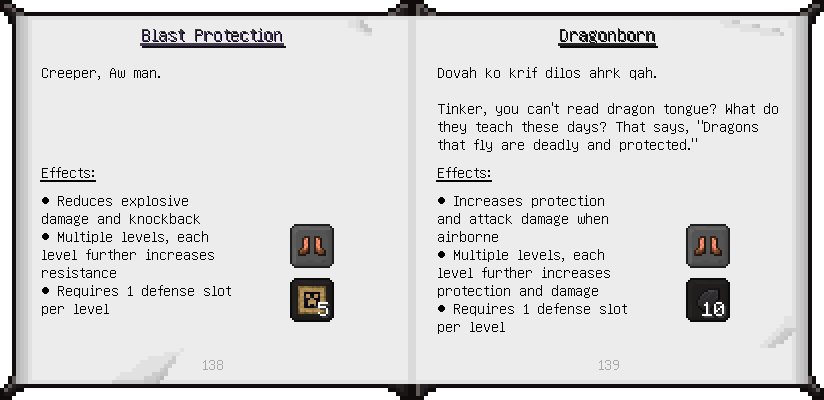 Blast Protection
Creeper, Aw man.
Effects:
● Reduces explosive
damage and knockback
● Multiple levels, each
level further increases
resistance
● Requires 1 defense slot
per level
5
138
Dragonborn
Dovah ko krif dilos ahrk qah.
Tinker, you can't read dragon tongue? What do
they teach these days? That says, "Dragons
that fly are deadly and protected."
Effects:
● Increases protection
and attack damage when
airborne
● Multiple levels, each
level further increases
protection and damage
● Requires 1 defense slot
per level
10
139